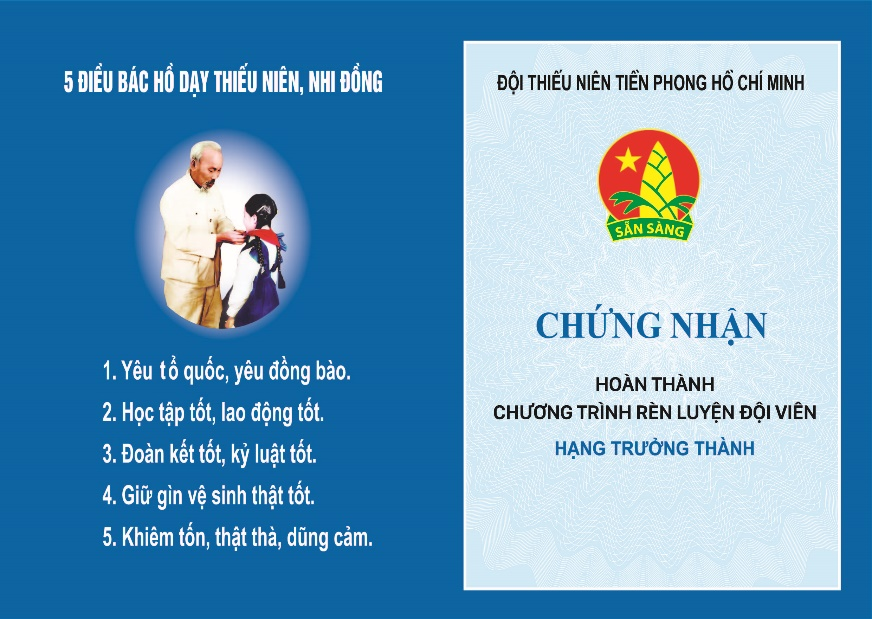 5 ĐIỀU BÁC HỒ DẠY THIẾU NIÊN, NHI ĐỒNG
1. Yêu tổ quốc, yêu đồng bào.
2. Học tập tốt, lao động tốt.
3. Đoàn kết tốt, kỷ luật tốt.
4. Giữ gìn vệ sinh thật tốt.
5. Khiêm tốn, thật thà, dũng cảm.
ĐỘI THIẾU NIÊN TIỀN PHONG HỒ CHÍ MINH
SẴN SÀNG
CHỨNG NHẬN
HOÀN THÀNH
CHƯƠNG TRÌNH RÈN LUYỆN ĐỘI VIÊN
HẠNG TRƯỞNG THÀNH